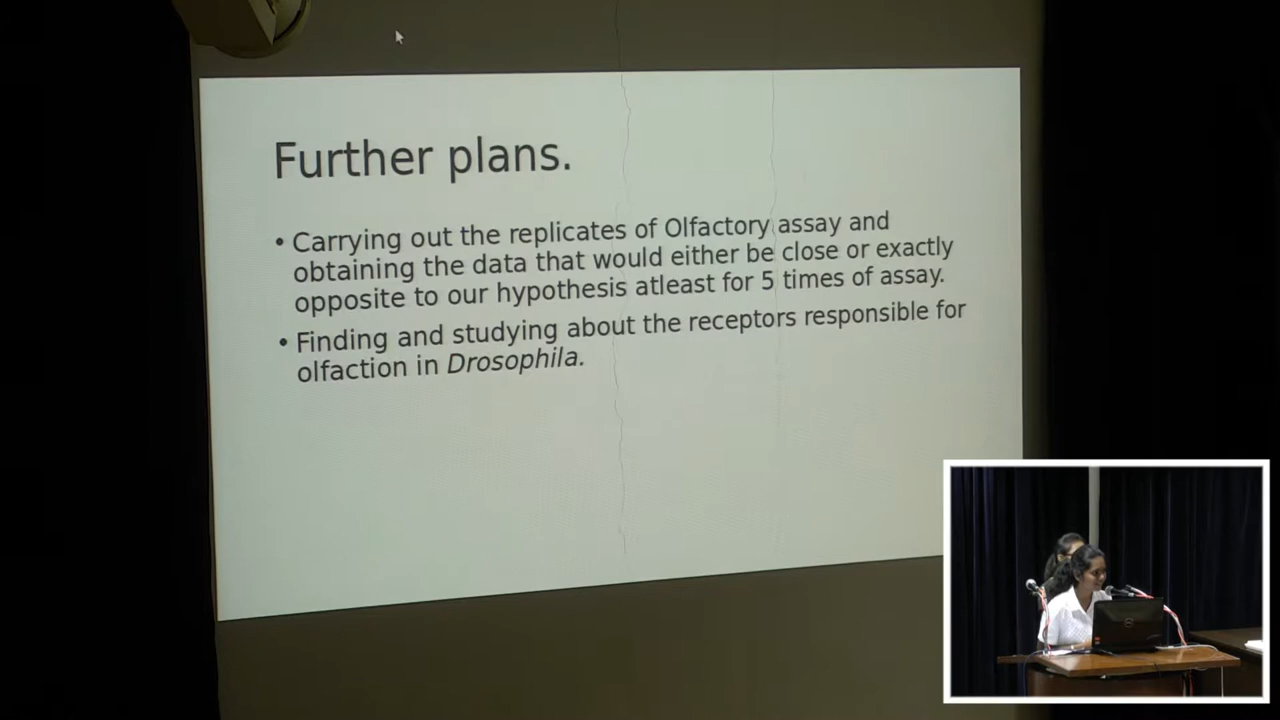 Further plans.
• Carrying out the replicates of Olfactory assay and
obtaining the data that would either be close or exactly
opposite to our hypothesis atleast for 5 times of assay.
• Finding and studying about the receptors responsible for
olfaction in Drosophila.